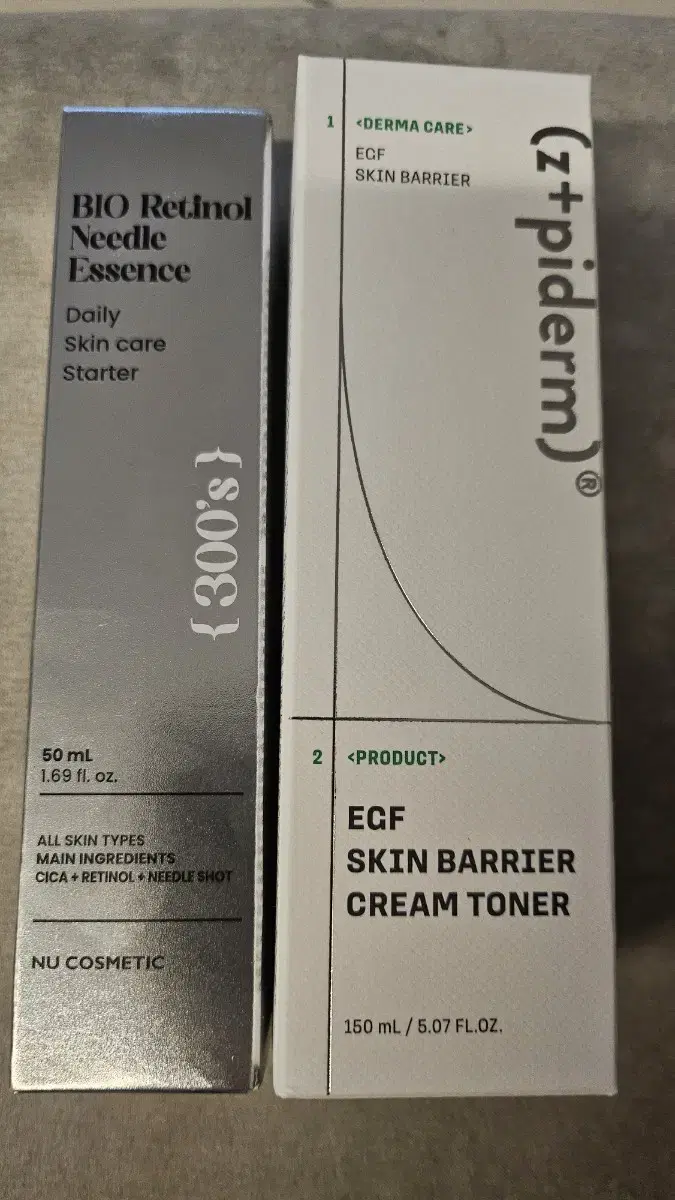 BIO Retinol
Needle
Essence
Daily
Skin care
Starter
{ 300's }
50 mL
1.69 fl. oz.
ALL SKIN TYPES
MAIN INGREDIENTS
CICA + RETINOL + NEEDLE SHOT
NU COSMETIC
1 <DERMA CARE>
EGF
SKIN BARRIER
(z+piderm)®
2 <PRODUCT>
EGF
SKIN BARRIER
CREAM TONER
150 mL / 5.07 FL.OZ.